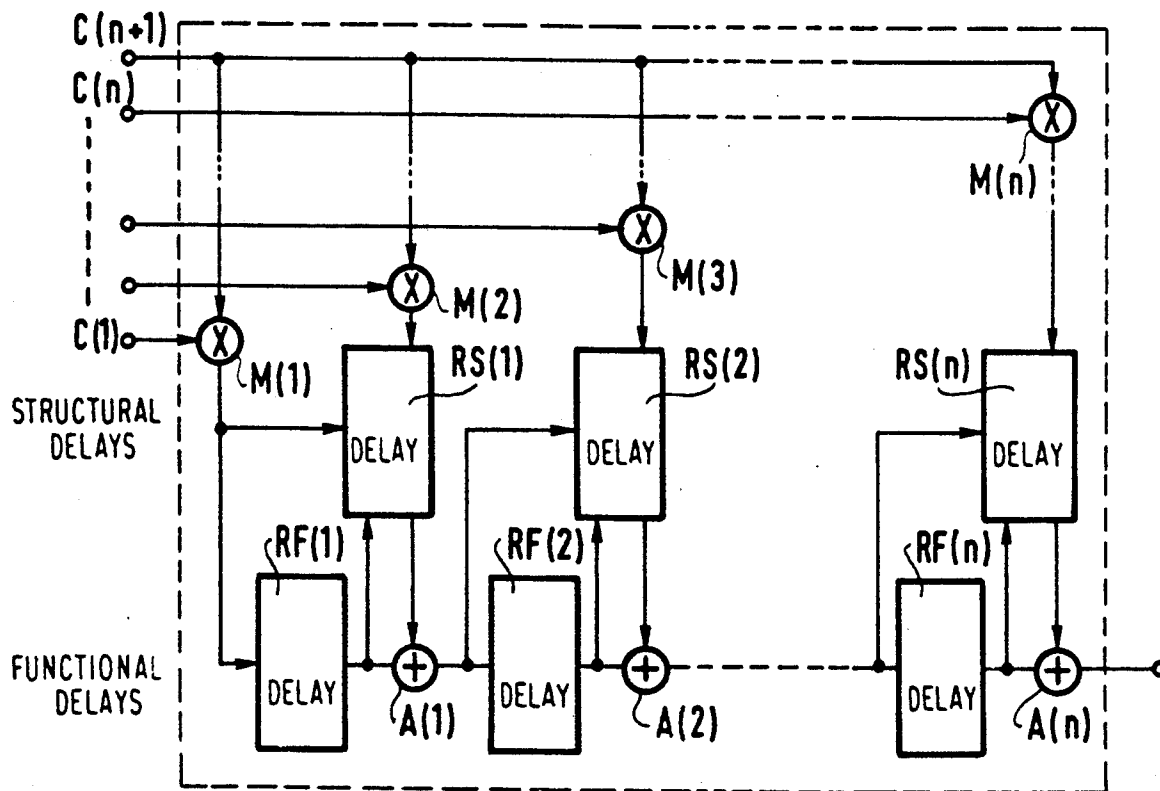 C(n+1)
C(n)
X
M(n)
X
M(3)
X
M(2)
C(1)
X
M(1)
RS(1)
RS(2)
RS(n)
STRUCTURAL
DELAYS
DELAY
DELAY
DELAY
RF(1)
RF(2)
RF(n)
FUNCTIONAL
DELAYS
DELAY
+
DELAY
+
DELAY
+
A(1)
A(2)
A(n)